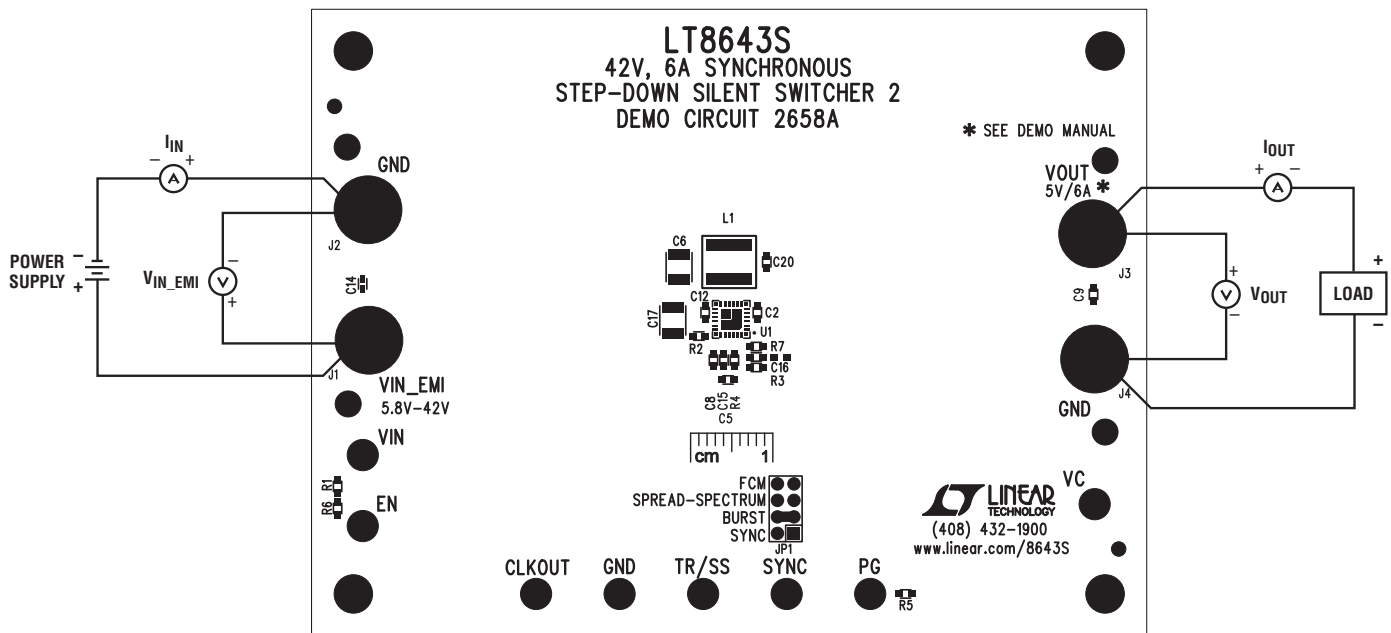 LT8643S
42V, 6A SYNCHRONOUS
STEP-DOWN SILENT SWITCHER 2
DEMO CIRCUIT 2658A
* SEE DEMO MANUAL
IIN
− +
A
GND
J2
POWER
SUPPLY
−
+
VIN_EMI
−
V
+
C14
J1
VIN_EMI
5.8V-42V
VIN
R1
R6
EN
L1
C6
C20
C12
C2
C17
U1
R2
R7
C16
R3
C8
C15
R4
C5
cm 1
FCM
SPREAD-SPECTRUM
BURST
SYNC
JP1
CLKOUT
GND
TR/SS
SYNC
PG
R5
VOUT
5V/6A *
J3
IOUT
+ −
A
C9
+
V
−
VOUT
+
LOAD
−
J4
GND
VC
LT LINEAR
TECHNOLOGY
(408) 432-1900
www.linear.com/8643S